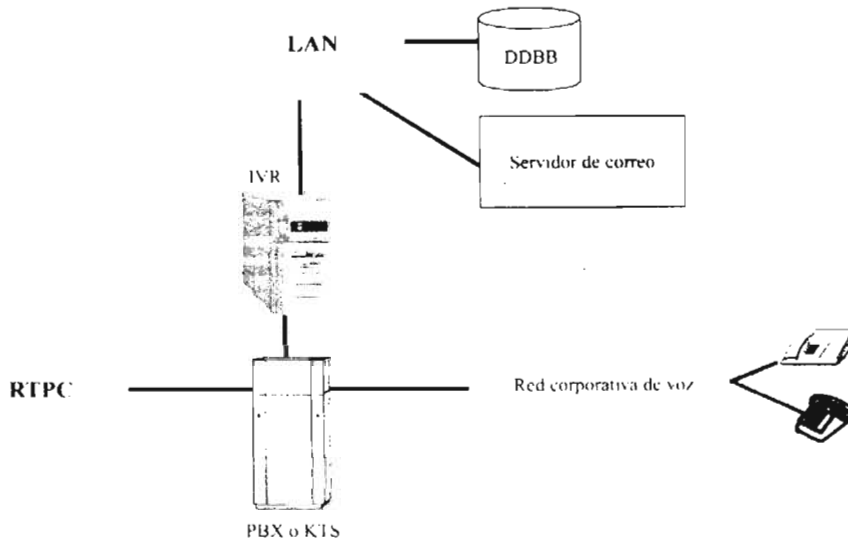 LAN
DDBB
Servidor de correo
IVR
RTPC
Red corporativa de voz
PBX o KTS